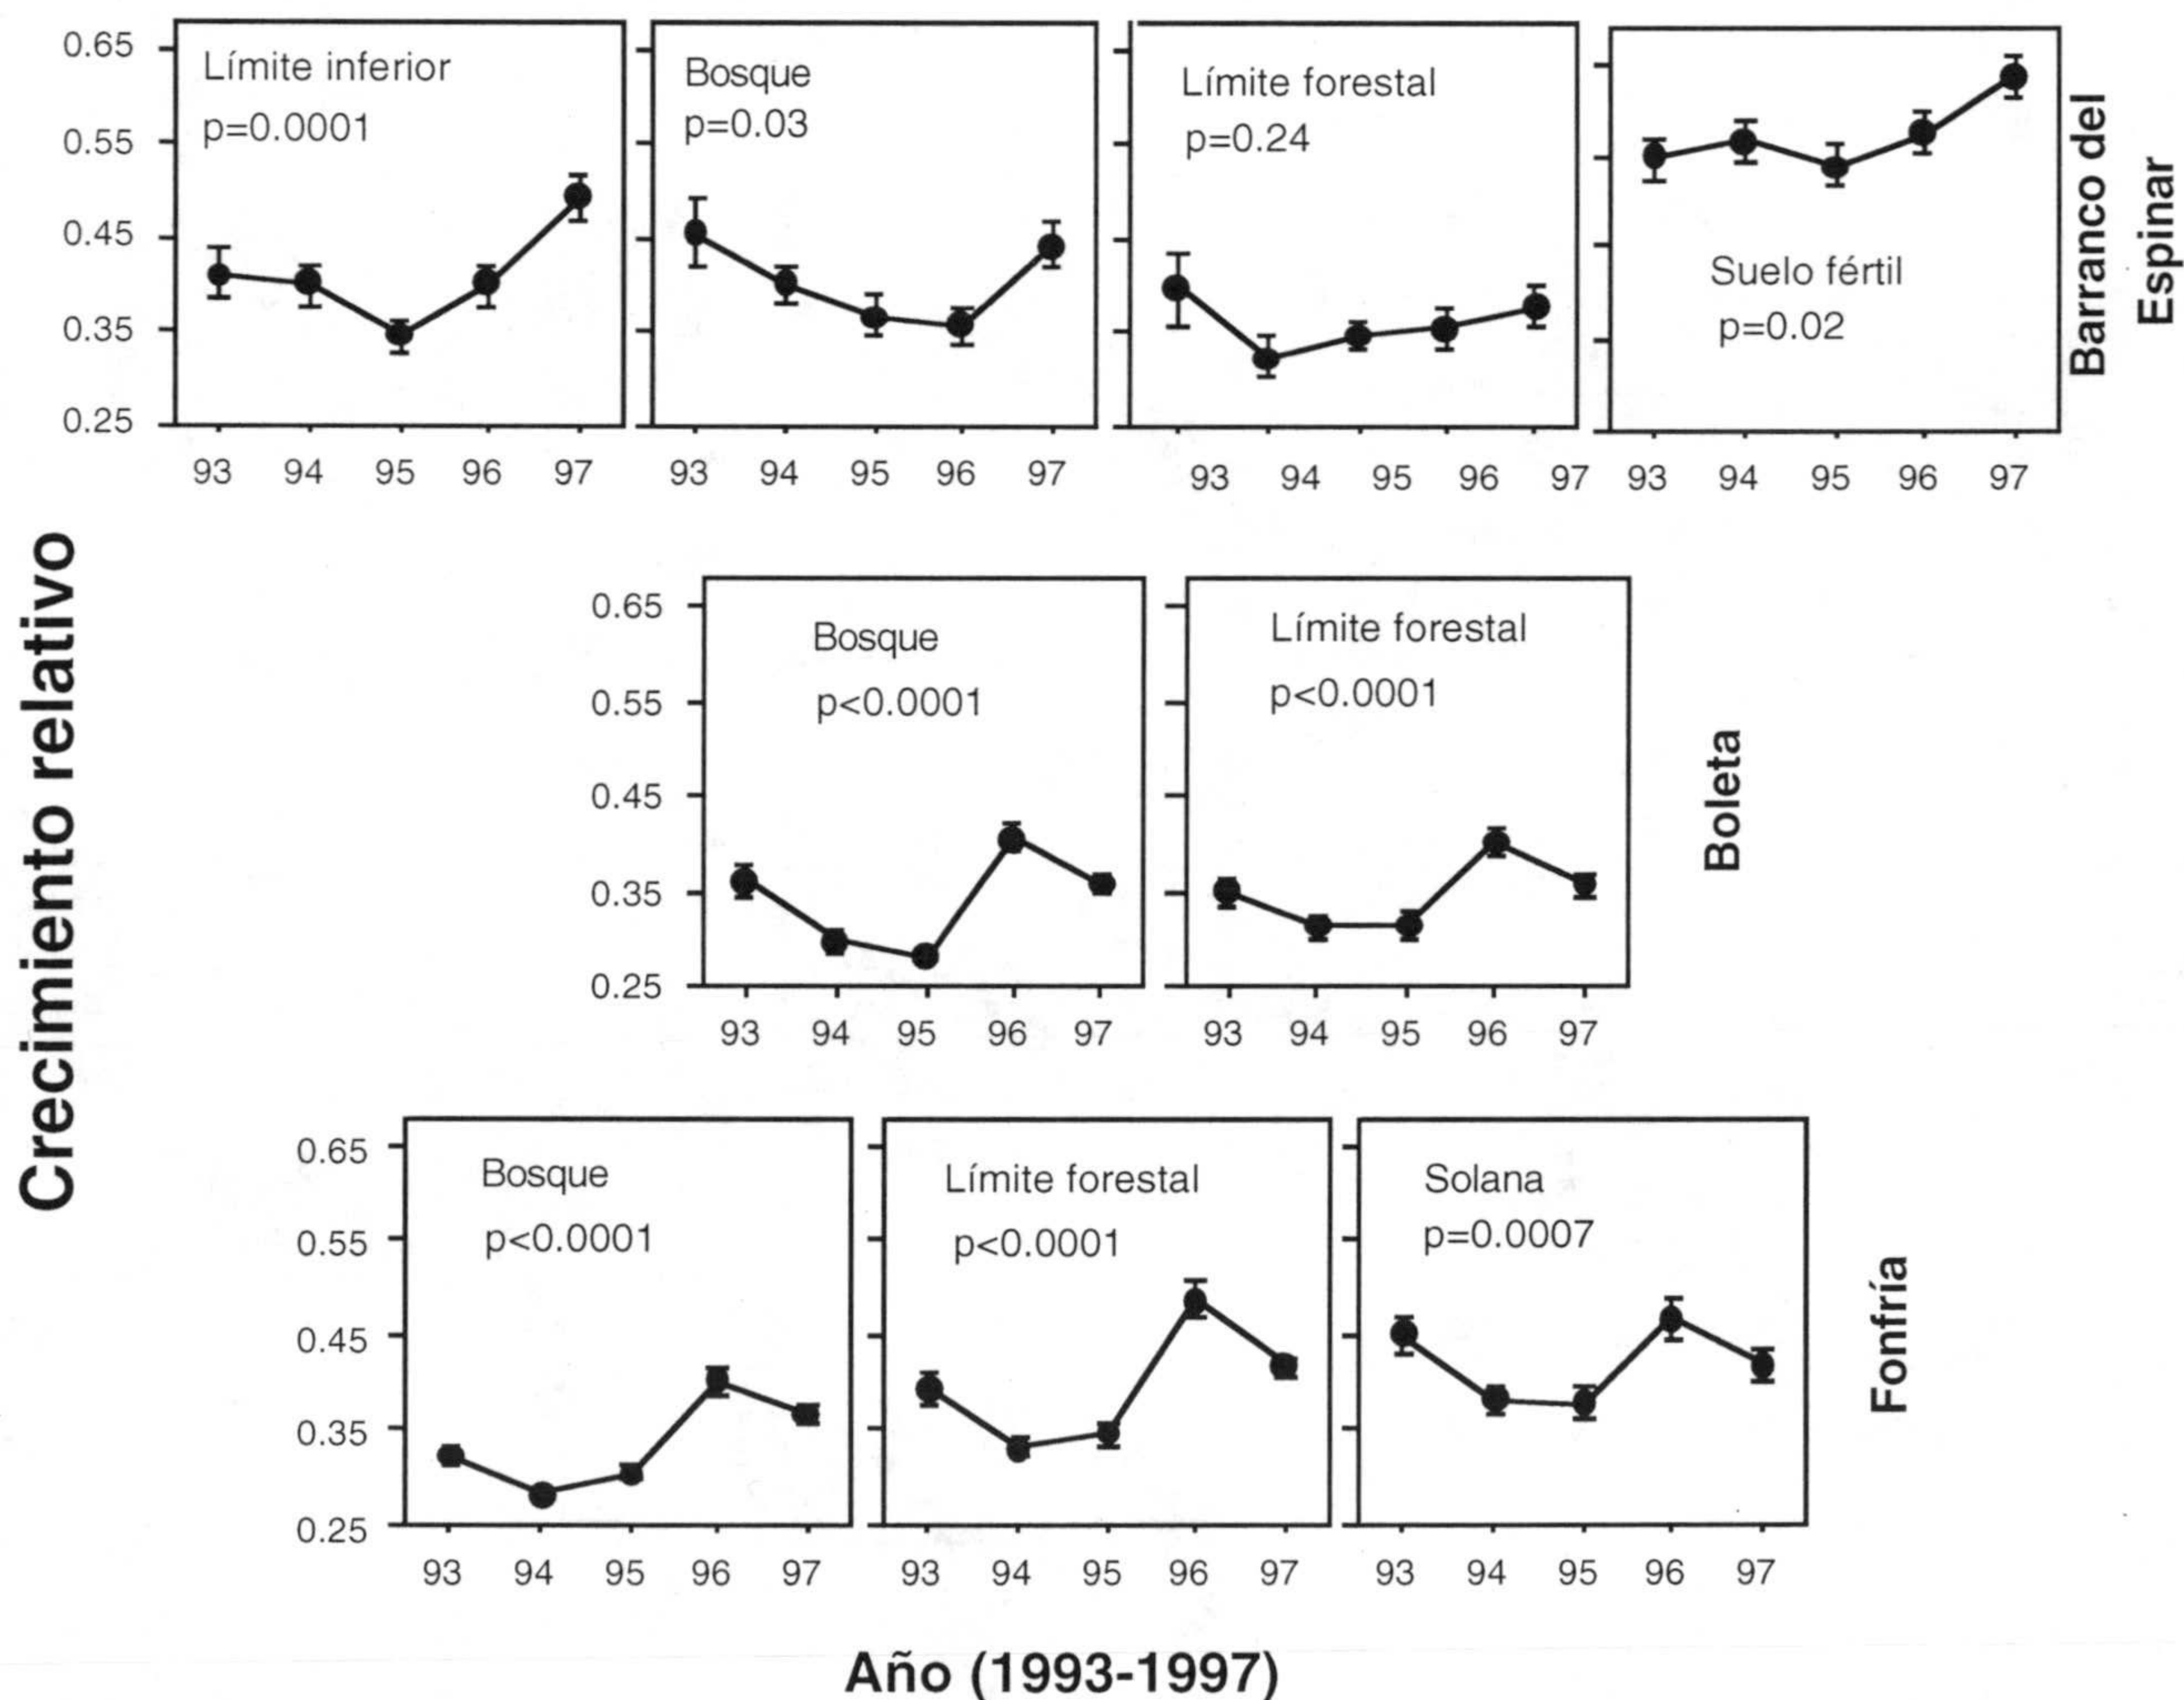 0.65
0.55
0.45
0.35
0.25
Límite inferior
p=0.0001
93 94 95 96 97
Bosque
p=0.03
93 94 95 96 97
Límite forestal
p=0.24
93 94 95 96 97
Suelo fértil
p=0.02
93 94 95 96 97
Barranco del
Espinar
Crecimiento relativo
0.65
0.55
0.45
0.35
0.25
Bosque
p<0.0001
93 94 95 96 97
Límite forestal
p<0.0001
93 94 95 96 97
Boleta
0.65
0.55
0.45
0.35
0.25
Bosque
p<0.0001
93 94 95 96 97
Límite forestal
p<0.0001
93 94 95 96 97
Solana
p=0.0007
93 94 95 96 97
Fonfría
Año (1993-1997)